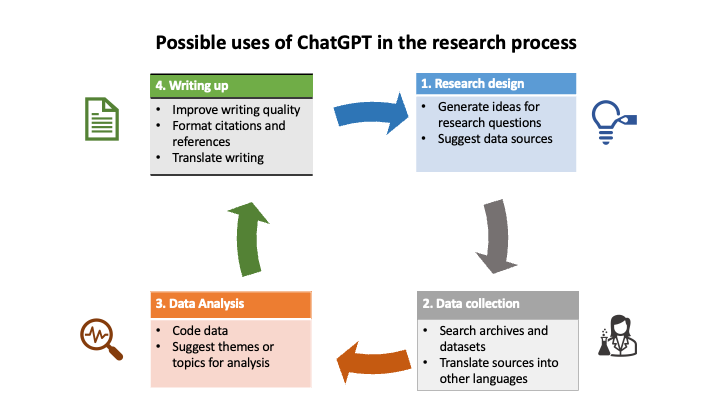 Possible uses of ChatGPT in the research process
4. Writing up
• Improve writing quality
• Format citations and
references
• Translate writing
1. Research design
• Generate ideas for
research questions
• Suggest data sources
3. Data Analysis
• Code data
• Suggest themes or
topics for analysis
2. Data collection
• Search archives and
datasets
• Translate sources into
other languages